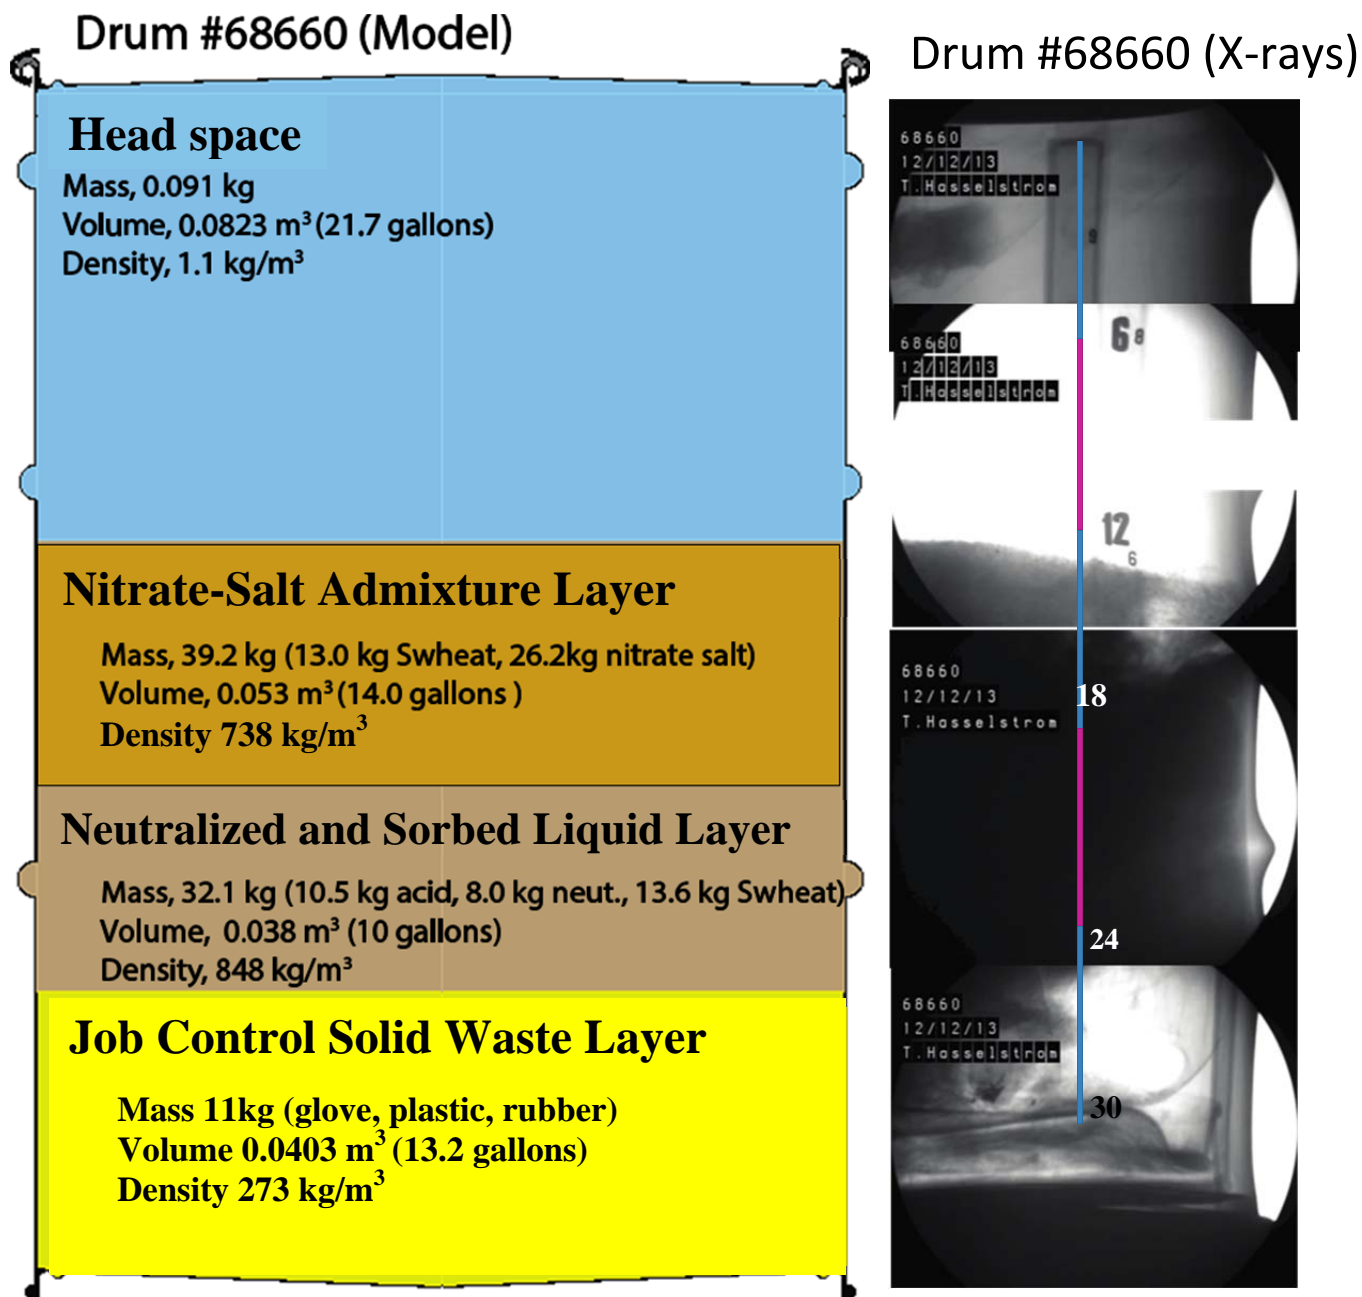 Drum #68660 (Model)
Head space
Mass, 0.091 kg
Volume, 0.0823 m³ (21.7 gallons)
Density, 1.1 kg/m³
Nitrate-Salt Admixture Layer
Mass, 39.2 kg (13.0 kg Swheat, 26.2kg nitrate salt)
Volume, 0.053 m³ (14.0 gallons )
Density 738 kg/m³
Neutralized and Sorbed Liquid Layer
Mass, 32.1 kg (10.5 kg acid, 8.0 kg neut., 13.6 kg Swheat)
Volume, 0.038 m³ (10 gallons)
Density, 848 kg/m³
Job Control Solid Waste Layer
Mass 11kg (glove, plastic, rubber)
Volume 0.0403 m³ (13.2 gallons)
Density 273 kg/m³
Drum #68660 (X-rays)
68660
12/12/13
T.Hasselstrom
9
68660
12/12/13
T.Hasselstrom
6 8
12
6
68660
12/12/13
T.Hasselstrom
18
24
68660
12/12/13
T.Hasselstrom
30